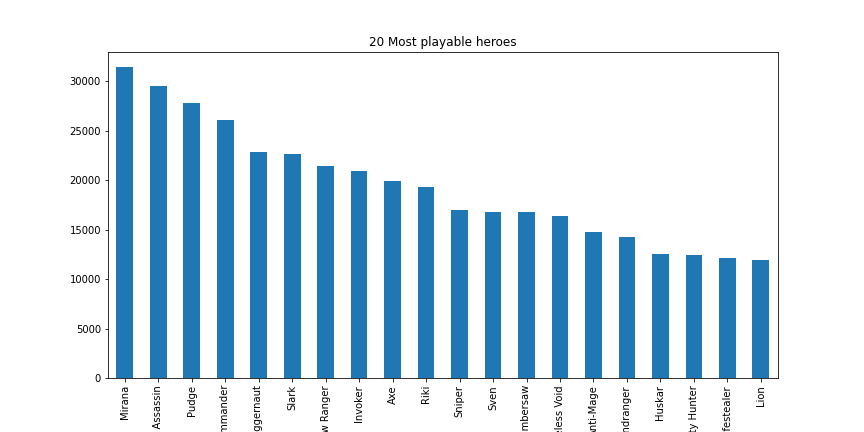 20 Most playable heroes
30000
25000
20000
15000
10000
5000
0
Mirana
Assassin
Pudge
mmander
ggernaut
Slark
w Ranger
Invoker
Axe
Riki
Sniper
Sven
mbersaw
eless Void
nti-Mage
ndranger
Huskar
ty Hunter
festealer
Lion